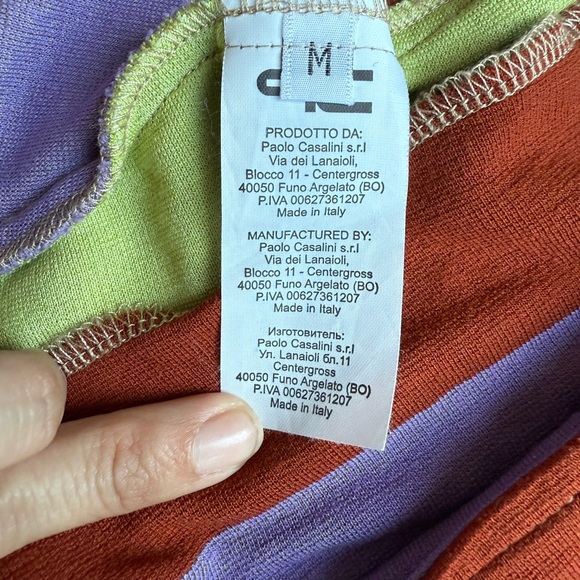 M
PRODOTTO DA:
Paolo Casalini s.r.l
Via dei Lanaioli,
Blocco 11 - Centergross
40050 Funo Argelato (BO)
P.IVA 00627361207
Made in Italy
MANUFACTURED BY:
Paolo Casalini s.r.l
Via dei Lanaioli,
Blocco 11 - Centergross
40050 Funo Argelato (BO)
P.IVA 00627361207
Made in Italy
Изготовитель:
Paolo Casalini s.r.l
Ул. Lanaioli бл.11
Centergross
40050 Funo Argelato (BO)
P.IVA 00627361207
Made in Italy